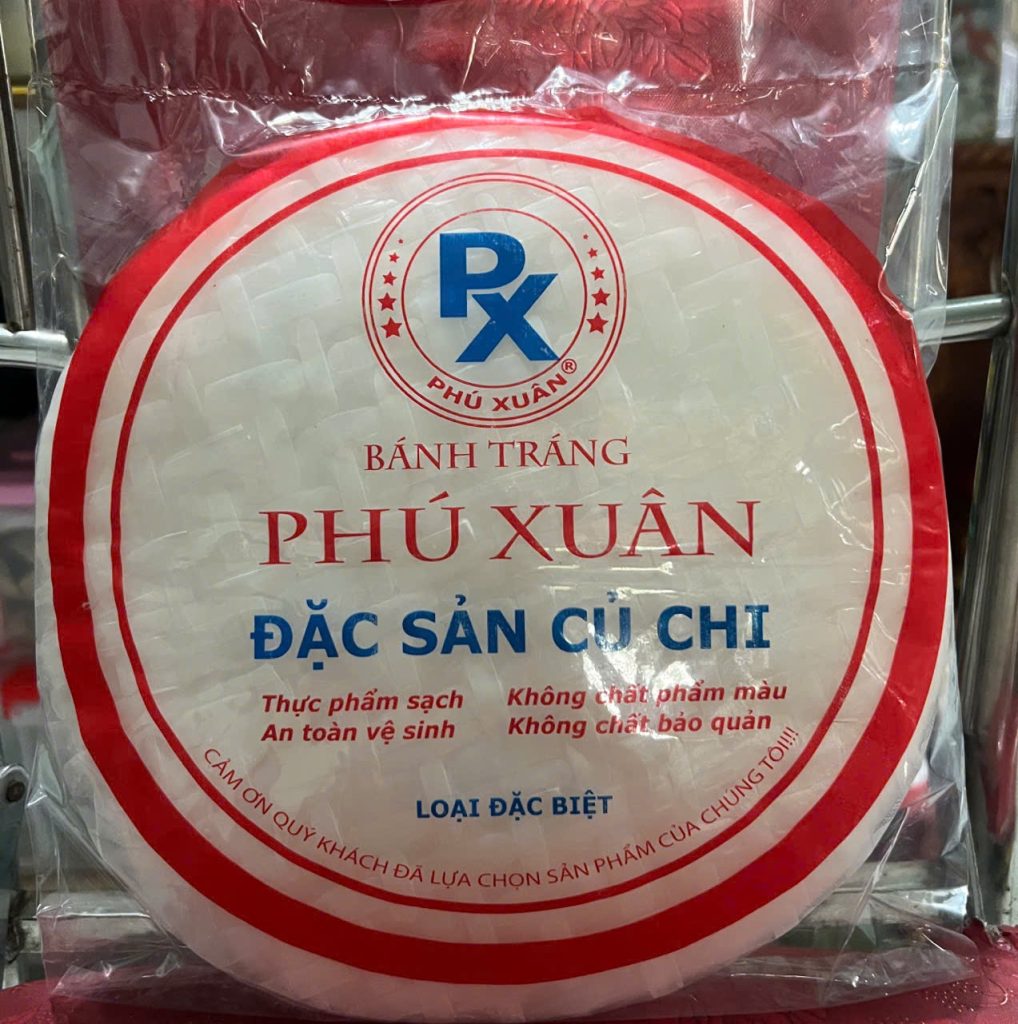 PX
PHÚ XUÂN®
BÁNH TRÁNG
PHÚ XUÂN
ĐẶC SẢN CỦ CHI
Thực phẩm sạch Không chất phẩm màu
An toàn vệ sinh Không chất bảo quản
LOẠI ĐẶC BIỆT
CẢM ƠN QUÝ KHÁCH ĐÃ LỰA CHỌN SẢN PHẨM CỦA CHÚNG TÔI!!!!